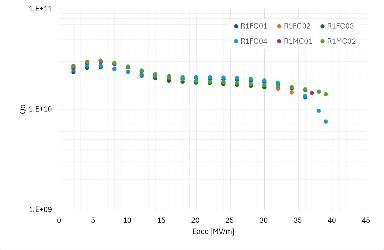 1.E+11
R1FC01 R1FC02 R1FC03
R1FC04 R1MC01 R1MC02
Q0
1.E+10
1.E+09
0 5 10 15 20 25 30 35 40 45
Eacc [MV/m]